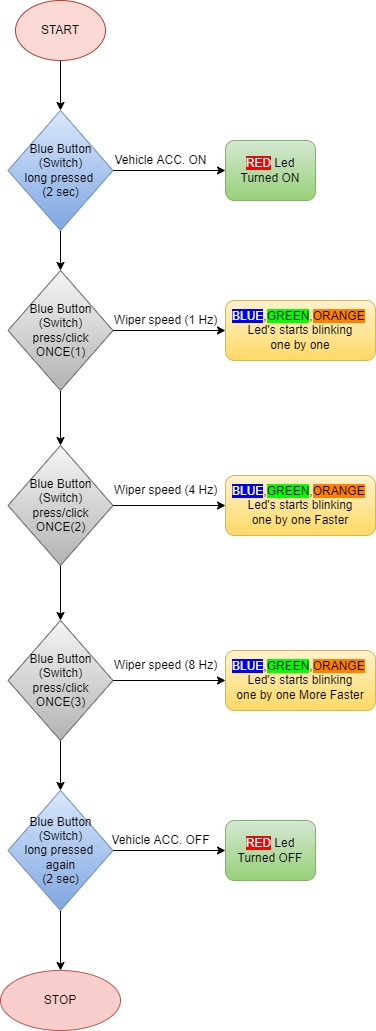 START
Blue Button
(Switch)
long pressed
(2 sec)
Vehicle ACC. ON
RED Led
Turned ON
Blue Button
(Switch)
press/click
ONCE(1)
Wiper speed (1 Hz)
BLUE,GREEN,ORANGE
Led's starts blinking
one by one
Blue Button
(Switch)
press/click
ONCE(2)
Wiper speed (4 Hz)
BLUE,GREEN,ORANGE
Led's starts blinking
one by one Faster
Blue Button
(Switch)
press/click
ONCE(3)
Wiper speed (8 Hz)
BLUE,GREEN,ORANGE
Led's starts blinking
one by one More Faster
Blue Button
(Switch)
long pressed
again
(2 sec)
Vehicle ACC. OFF
RED Led
Turned OFF
STOP